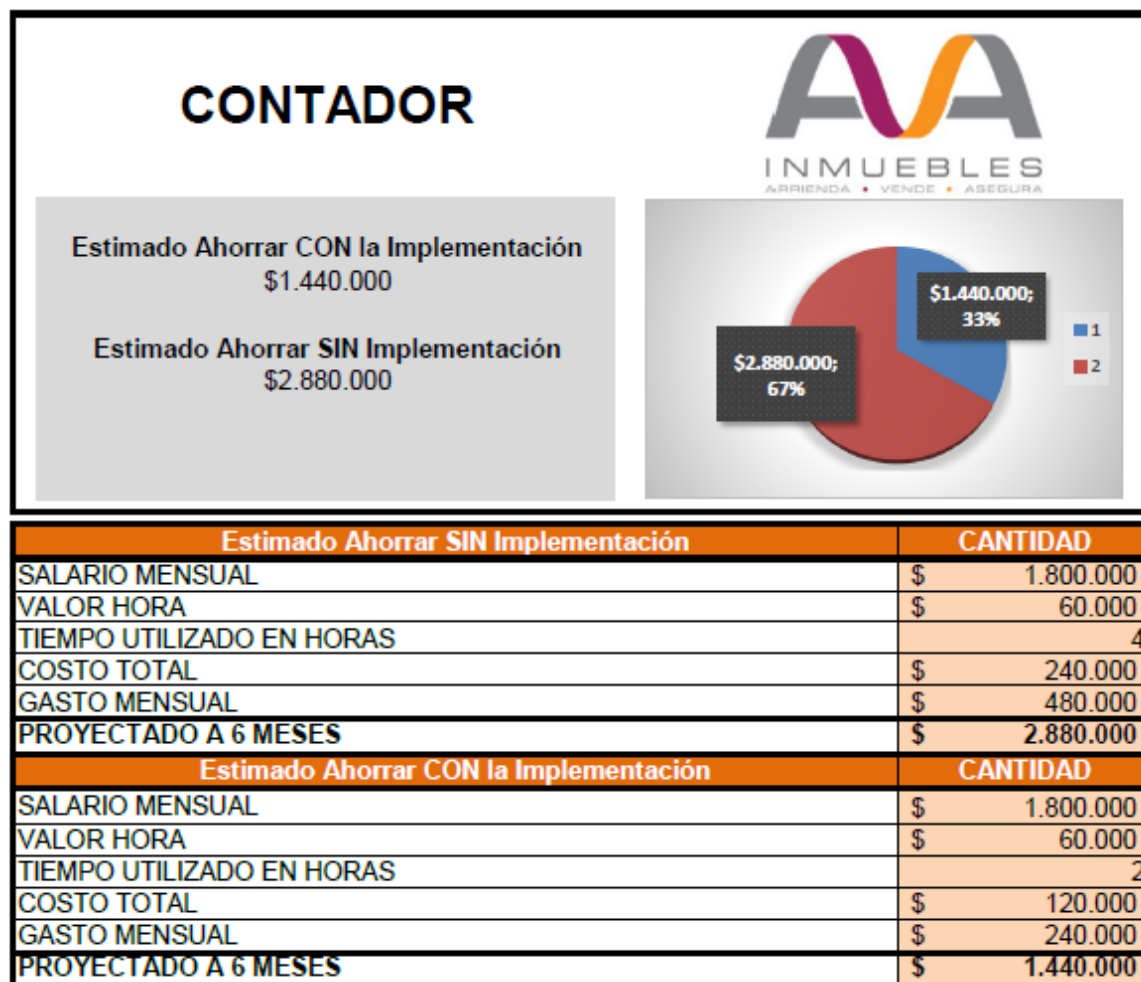 CONTADOR
INMUEBLES
ARRIENDA • VENDE • ASEGURA
Estimado Ahorrar CON la Implementación
$1.440.000
Estimado Ahorrar SIN Implementación
$2.880.000
$1.440.000;
33%
$2.880.000;
67%
1
2
Estimado Ahorrar SIN Implementación CANTIDAD
SALARIO MENSUAL $ 1.800.000
VALOR HORA $ 60.000
TIEMPO UTILIZADO EN HORAS 4
COSTO TOTAL $ 240.000
GASTO MENSUAL $ 480.000
PROYECTADO A 6 MESES $ 2.880.000
Estimado Ahorrar CON la Implementación CANTIDAD
SALARIO MENSUAL $ 1.800.000
VALOR HORA $ 60.000
TIEMPO UTILIZADO EN HORAS 2
COSTO TOTAL $ 120.000
GASTO MENSUAL $ 240.000
PROYECTADO A 6 MESES $ 1.440.000